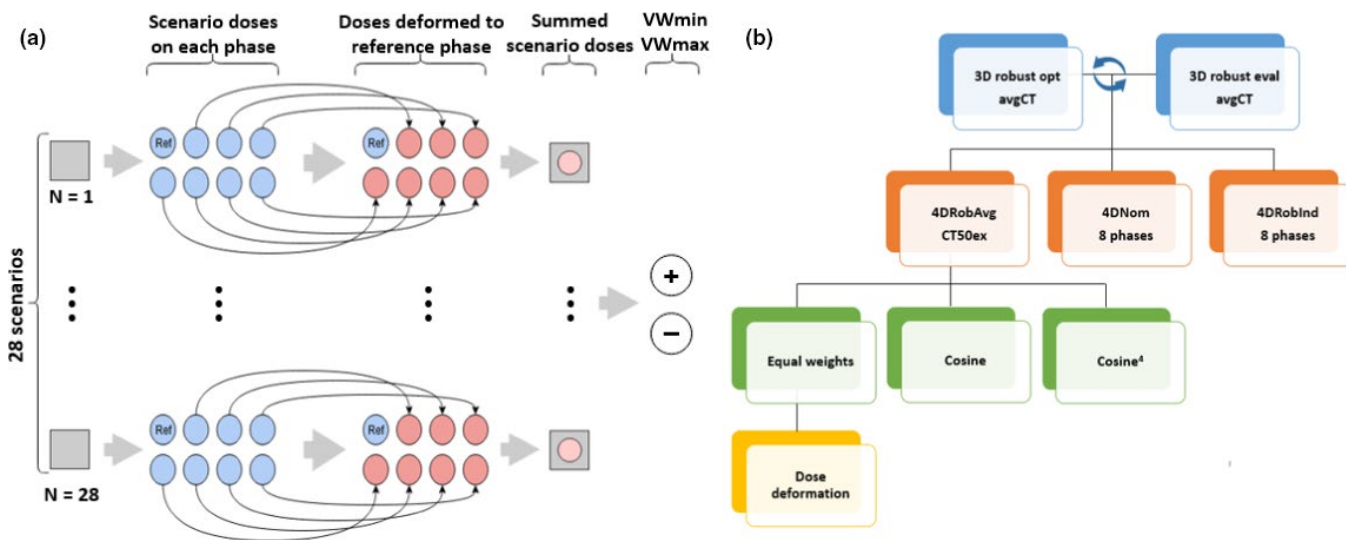 (a)
Scenario doses
on each phase
Doses deformed to
reference phase
Summed
scenario doses
VWmin
VWmax
28 scenarios
Ref
Ref
N = 1
+
−
Ref
Ref
N = 28
(b)
3D robust opt
avgCT
3D robust eval
avgCT
4DRobAvg
CT50ex
4DNom
8 phases
4DRobInd
8 phases
Equal weights
Cosine
Cosine⁴
Dose
deformation